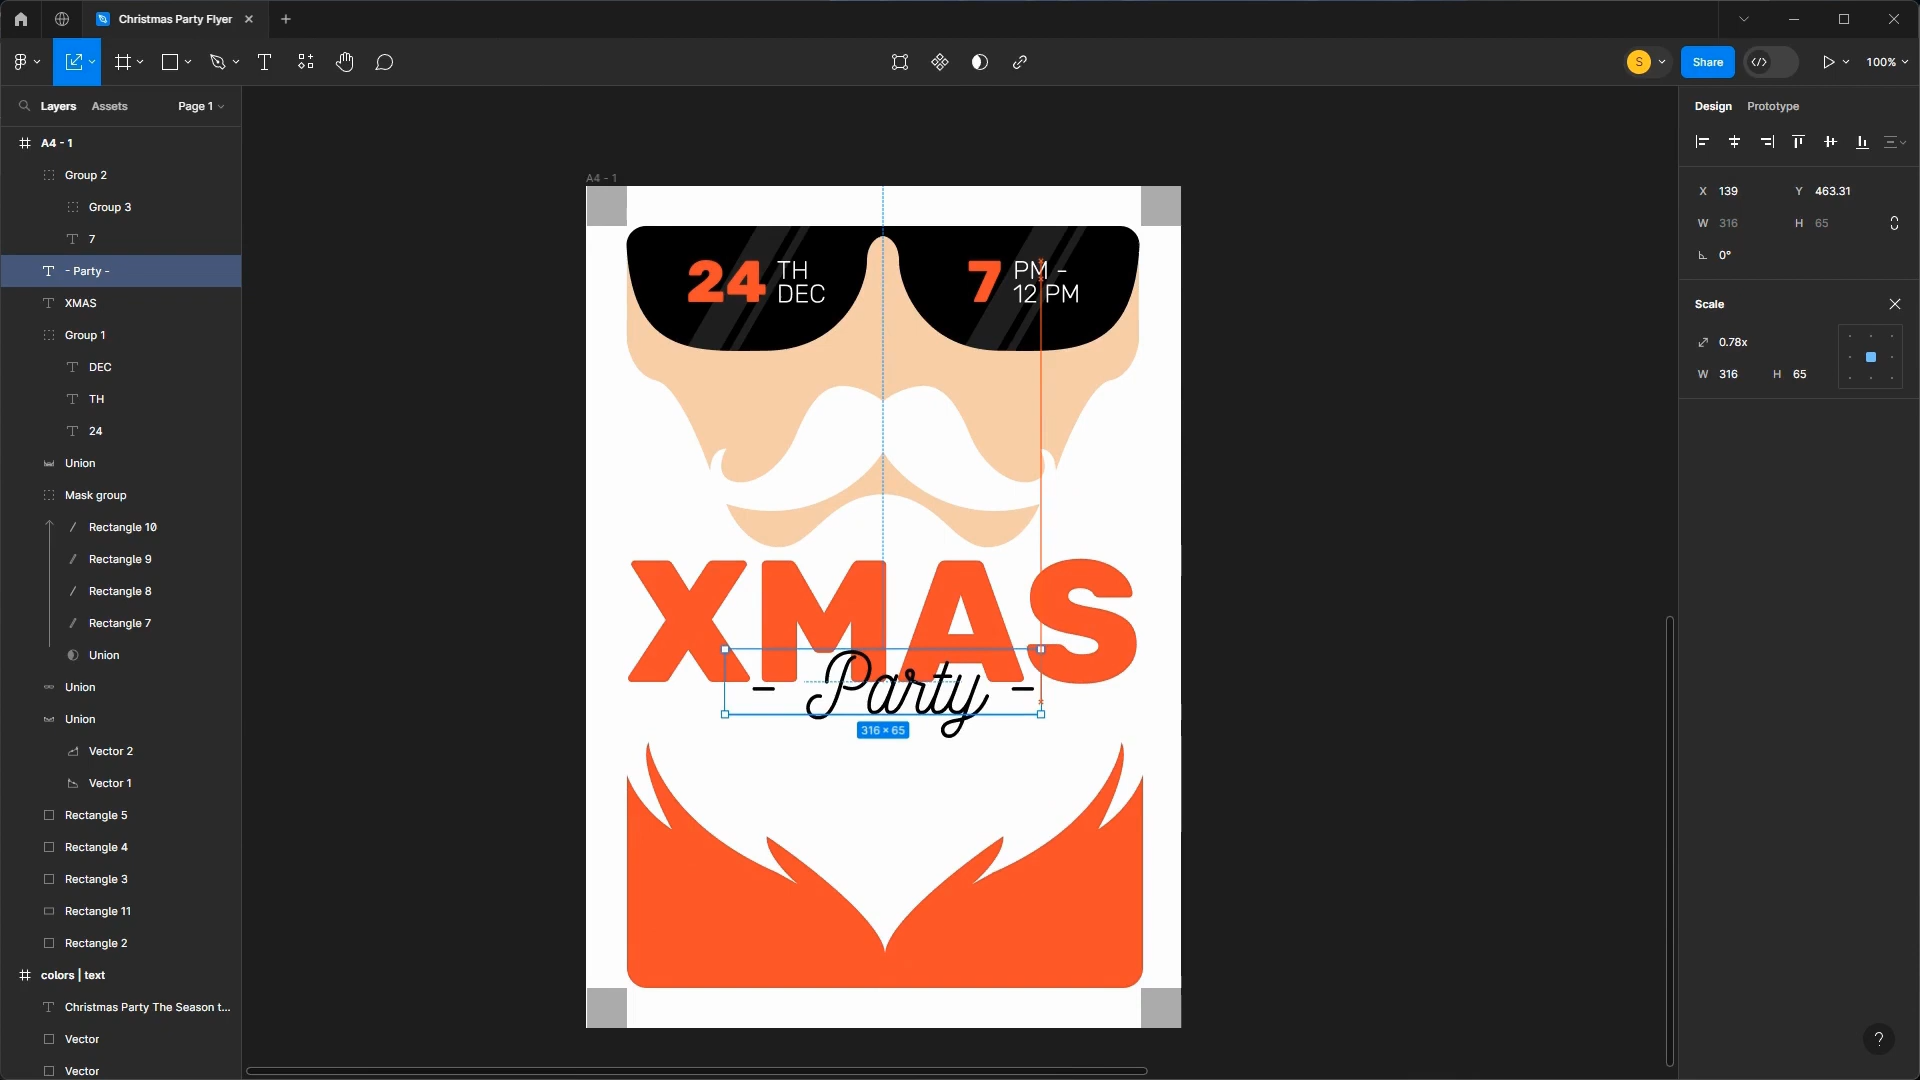 Christmas Party Flyer
S
Share
100%
Layers
Assets
Page 1
Design
Prototype
A4 - 1
Group 2
Group 3
7
- Party -
XMAS
Group 1
DEC
TH
24
Union
Mask group
Rectangle 10
Rectangle 9
Rectangle 8
Rectangle 7
Union
Union
Union
Vector 2
Vector 1
Rectangle 5
Rectangle 4
Rectangle 3
Rectangle 11
Rectangle 2
colors | text
Christmas Party The Season t...
Vector
Vector
A4 - 1
24
TH
DEC
7
PM -
12 PM
XMAS
- Party -
316 × 65
X 139
Y 463.31
W 316
H 65
0°
Scale
0.78x
W 316
H 65
?